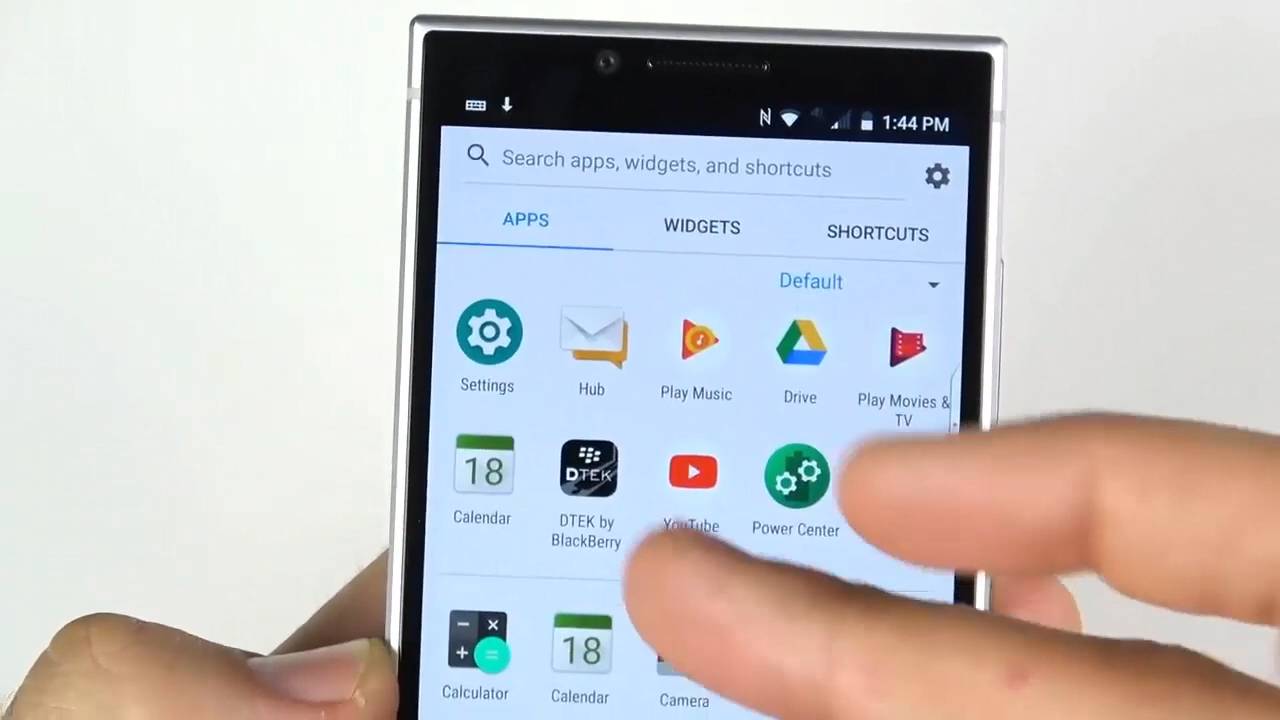 1:44 PM
Search apps, widgets, and shortcuts
APPS WIDGETS SHORTCUTS
Default
Settings Hub Play Music Drive Play Movies &
TV
18
DTEK
Calendar DTEK by YouTube Power Center
BlackBerry
18
Calculator Calendar Camera